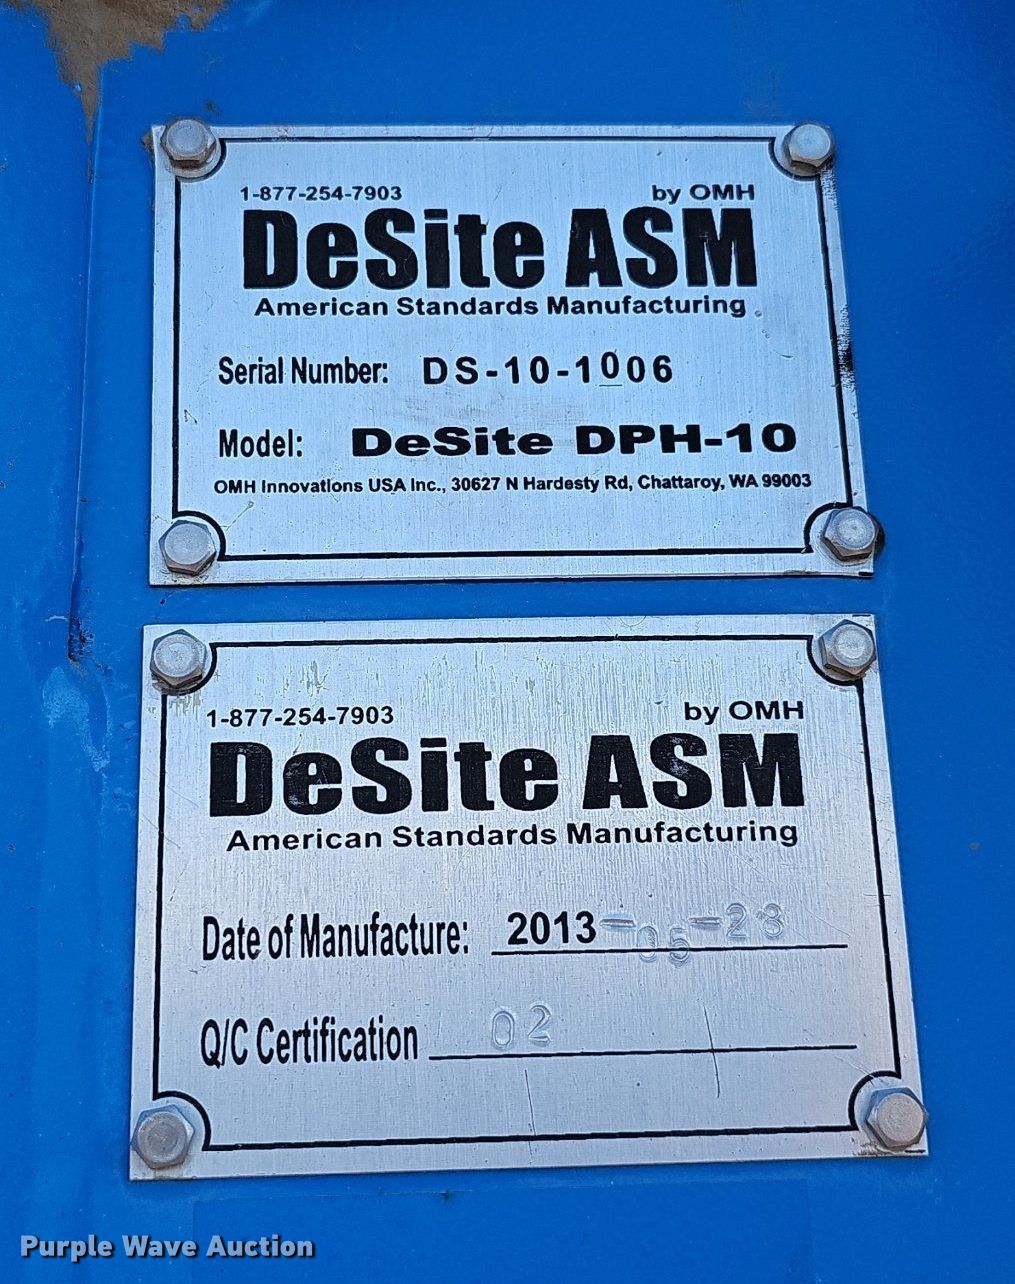 1-877-254-7903 by OMH
DeSite ASM
American Standards Manufacturing
Serial Number: DS-10-1006
Model: DeSite DPH-10
OMH Innovations USA Inc., 30627 N Hardesty Rd, Chattaroy, WA 99003
1-877-254-7903 by OMH
DeSite ASM
American Standards Manufacturing
Date of Manufacture: 2013-05-23
Q/C Certification 02
Purple Wave Auction